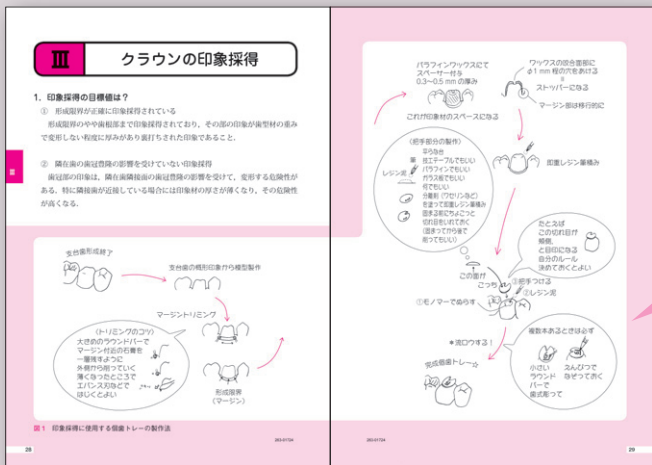 III クラウンの印象採得
1. 印象採得の目標値は？
① 形成限界が正確に印象採得されている
形成限界のやや歯根部まで印象採得されており，その部の印象が歯型材の重み
で変形しない程度に厚みがあり裏打ちされた印象であること．
② 隣在歯の歯冠豊隆の影響を受けていない印象採得
歯冠部の印象は，隣在歯隣接面の歯冠豊隆の影響を受けて，変形する危険性が
ある．特に隣接歯が近接している場合には印象材の厚さが薄くなり，その危険性
が高くなる．
III
支台歯形成終了
支台歯の概形印象から模型製作
マージントリミング
〈トリミングのコツ〉
大きめのラウンドバーで
マージン付近の石膏を
一層残すように
外側から削っていく
薄くなったところで
エバンス刀などで
はじくとよい
形成限界
（マージン）
図1 印象採得に使用する個歯トレーの製作法
28
パラフィンワックスにて
スペーサー付与
0.3〜0.5 mm の厚み
これが印象材のスペースになる
ワックスの咬合面部に
φ1 mm 程の穴をあける
ストッパーになる
マージン部は移行的に
即重レジン筆積み
〈把手部分の製作〉
平らな台
技工テーブルでもいい
パラフィンでもいい
ガラス板でもいい
何でもいい
筆
レジン泥
分離剤（ワセリンなど）
を塗って即重レジン筆積み
固まる前にちょこっと
切れ目をいれておく
（固まってから後で
削ってもいい）
たとえば
この切れ目が
頬側，
と目印になる
自分のルール
決めておくとよい
この面が
こっち
③把手つける
②レジン泥
①モノマーでぬらす
＊流ロウする！
完成個歯トレー☆
複数本あるときは必ず
小さい
ラウンド
バーで
歯式彫って
えんぴつで
なぞっておく
29